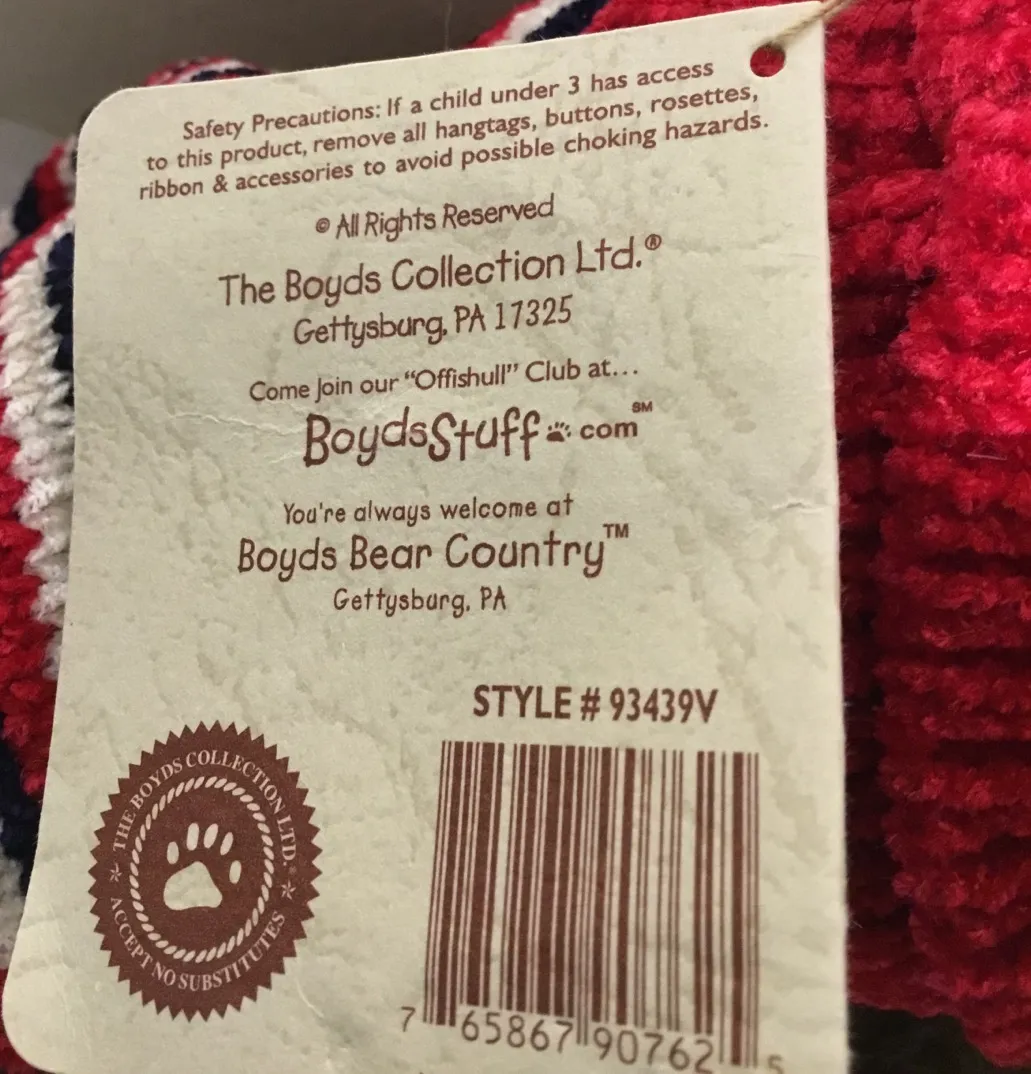 Safety Precautions: If a child under 3 has access
to this product, remove all hangtags, buttons, rosettes,
ribbon & accessories to avoid possible choking hazards.
© All Rights Reserved
The Boyds Collection Ltd.®
Gettysburg, PA 17325
Come Join our “Offishull” Club at...
BoydsStuff.com℠
You're always welcome at
Boyds Bear Country™
Gettysburg, PA
STYLE # 93439V
THE BOYDS COLLECTION LTD.
ACCEPT NO SUBSTITUTES
7 65867 90762 5